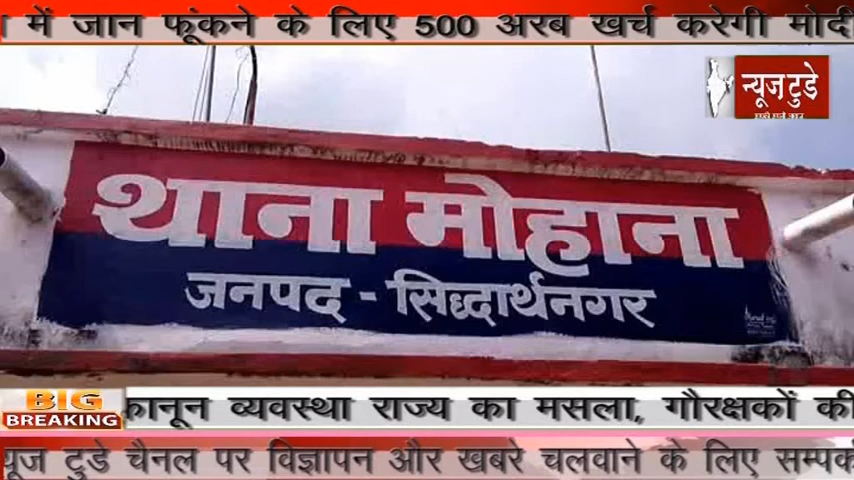 में जान फूंकने के लिए 500 अरब खर्च करेगी मोदी
न्यूज टुडे
थाना मोहाना
जनपद - सिद्धार्थनगर
BIG
BREAKING
कानून व्यवस्था राज्य का मसला, गौरक्षकों की
न्यूज टुडे चैनल पर विज्ञापन और खबरे चलवाने के लिए सम्पर्क